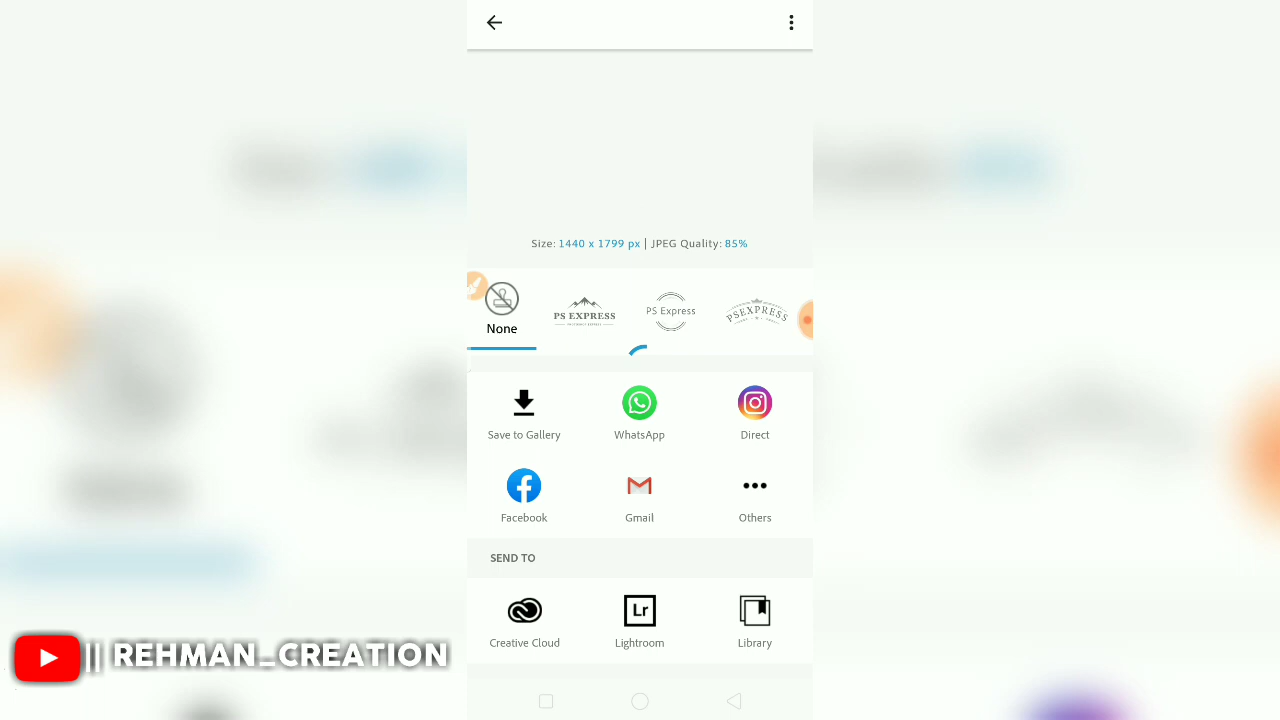 Size: 1440 x 1799 px | JPEG Quality: 85%
None
PS EXPRESS
PS Express
PSEXPRESS
Save to Gallery
WhatsApp
Direct
Facebook
Gmail
Others
SEND TO
Lr
Creative Cloud
Lightroom
Library
|| REHMAN_CREATION